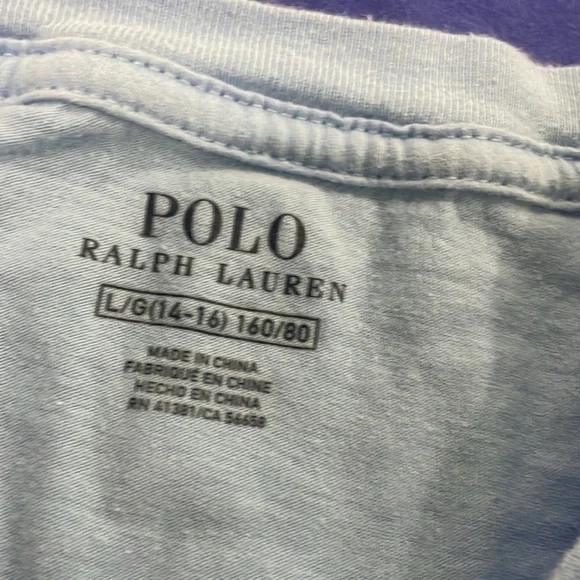 POLO
RALPH LAUREN
L/G(14-16) 160/80
MADE IN CHINA
FABRIQUÉ EN CHINE
HECHO EN CHINA
RN 41381/CA 56658